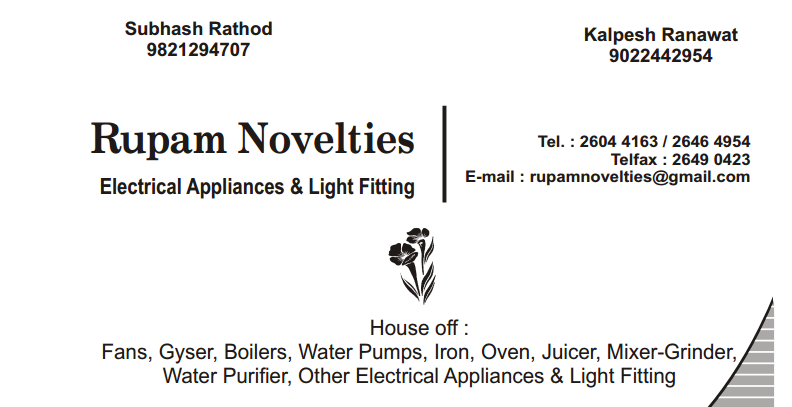 Subhash Rathod
9821294707
Kalpesh Ranawat
9022442954
Rupam Novelties
Electrical Appliances & Light Fitting
Tel. : 2604 4163 / 2646 4954
Telfax : 2649 0423
E-mail : rupamnovelties@gmail.com
House off :
Fans, Gyser, Boilers, Water Pumps, Iron, Oven, Juicer, Mixer-Grinder,
Water Purifier, Other Electrical Appliances & Light Fitting